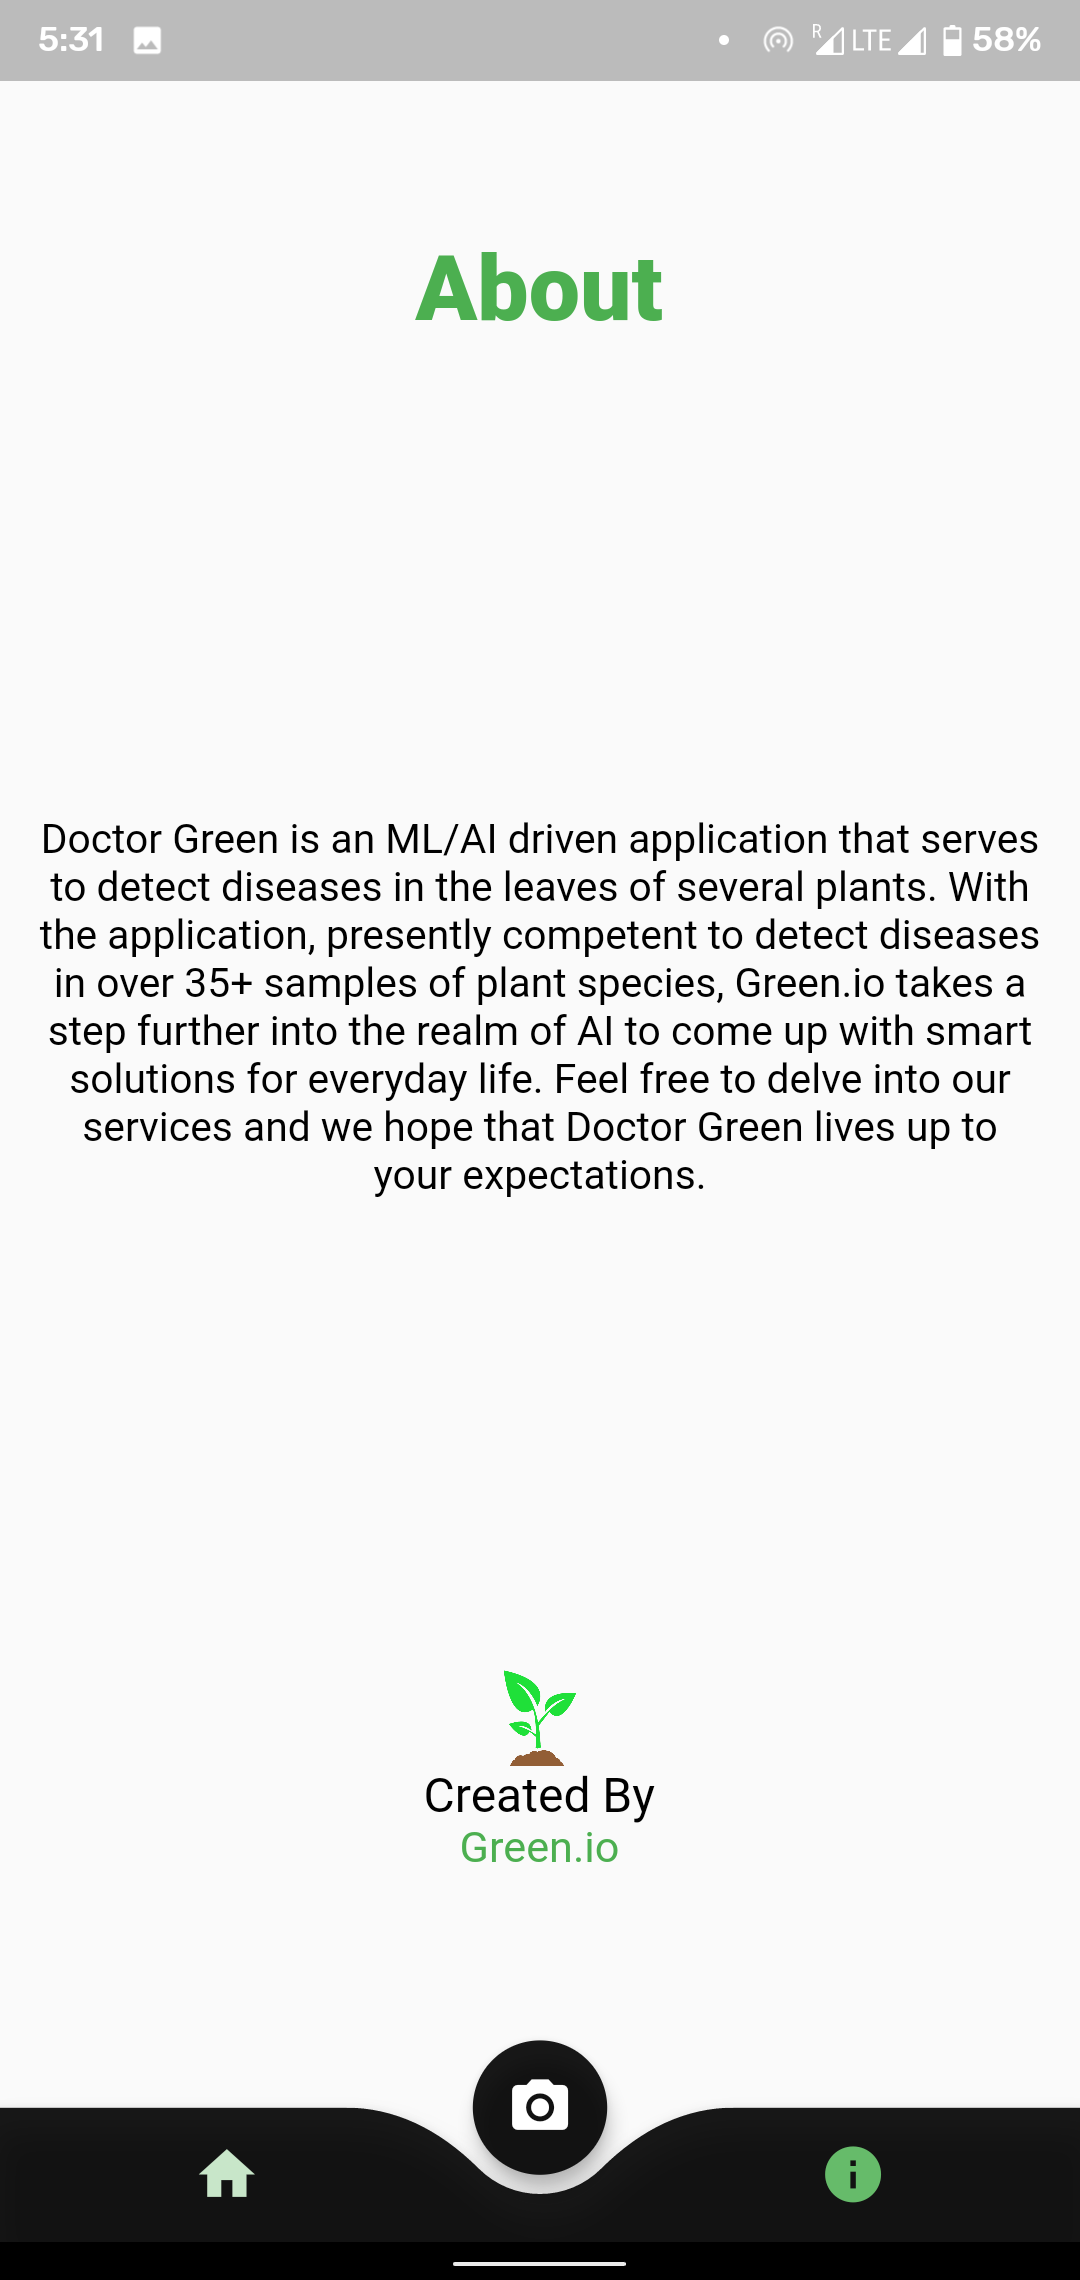 5:31
R LTE 58%
About
Doctor Green is an ML/AI driven application that serves
to detect diseases in the leaves of several plants. With
the application, presently competent to detect diseases
in over 35+ samples of plant species, Green.io takes a
step further into the realm of AI to come up with smart
solutions for everyday life. Feel free to delve into our
services and we hope that Doctor Green lives up to
your expectations.
Created By
Green.io